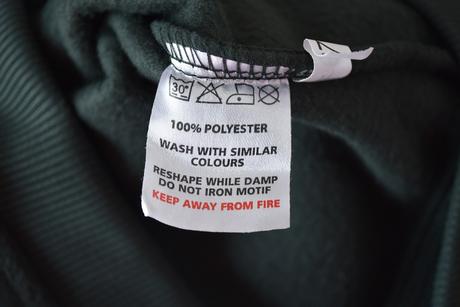 30°
100% POLYESTER
WASH WITH SIMILAR
COLOURS
RESHAPE WHILE DAMP
DO NOT IRON MOTIF
KEEP AWAY FROM FIRE